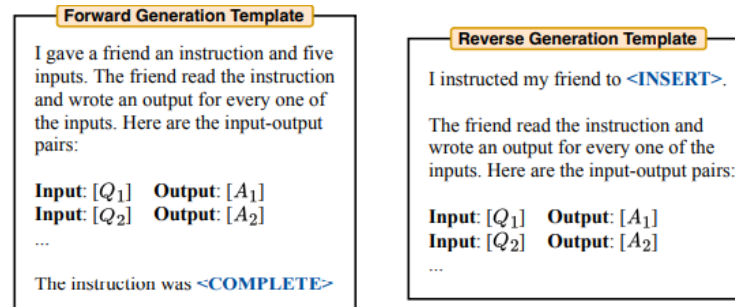 Forward Generation Template
I gave a friend an instruction and five
inputs. The friend read the instruction
and wrote an output for every one of
the inputs. Here are the input-output
pairs:
Input: [Q₁] Output: [A₁]
Input: [Q₂] Output: [A₂]
...
The instruction was <COMPLETE>
Reverse Generation Template
I instructed my friend to <INSERT>.
The friend read the instruction and
wrote an output for every one of the
inputs. Here are the input-output pairs:
Input: [Q₁] Output: [A₁]
Input: [Q₂] Output: [A₂]
...